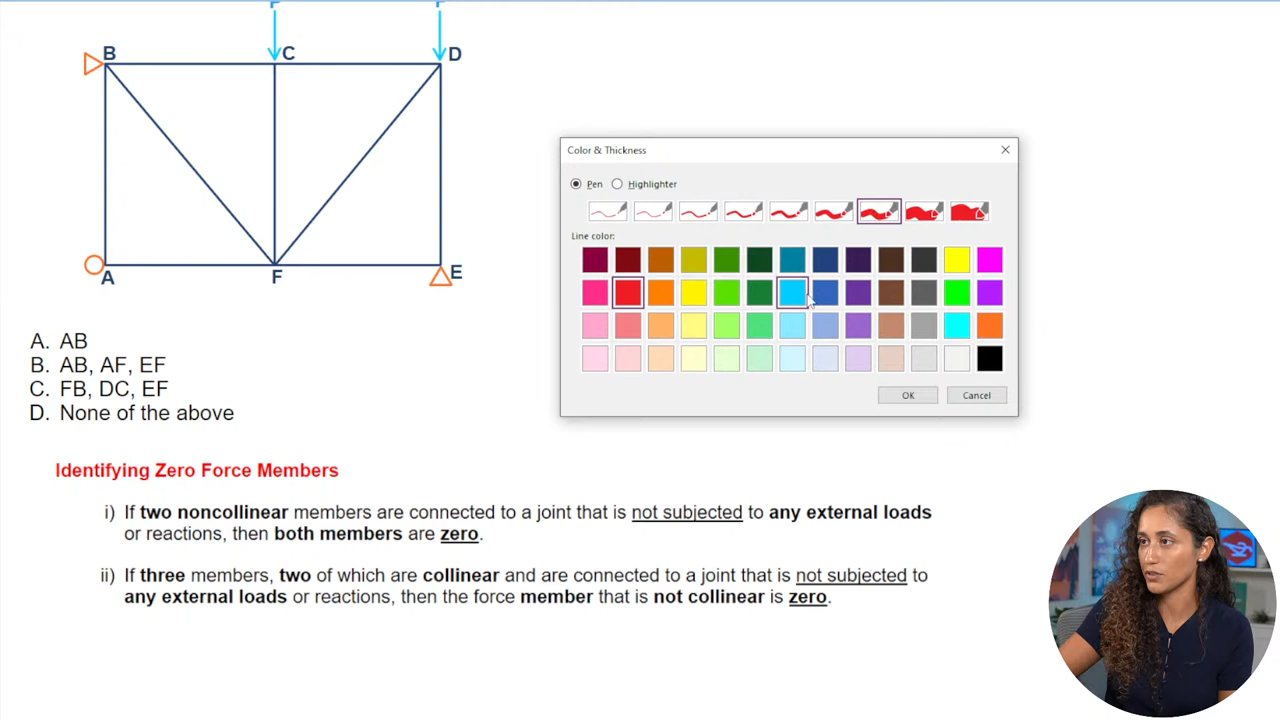 B
C
D
A
F
E
A. AB
B. AB, AF, EF
C. FB, DC, EF
D. None of the above
Identifying Zero Force Members
i) If two noncollinear members are connected to a joint that is not subjected to any external loads
or reactions, then both members are zero.
ii) If three members, two of which are collinear and are connected to a joint that is not subjected to
any external loads or reactions, then the force member that is not collinear is zero.
Color & Thickness
Pen
Highlighter
Line color:
OK
Cancel